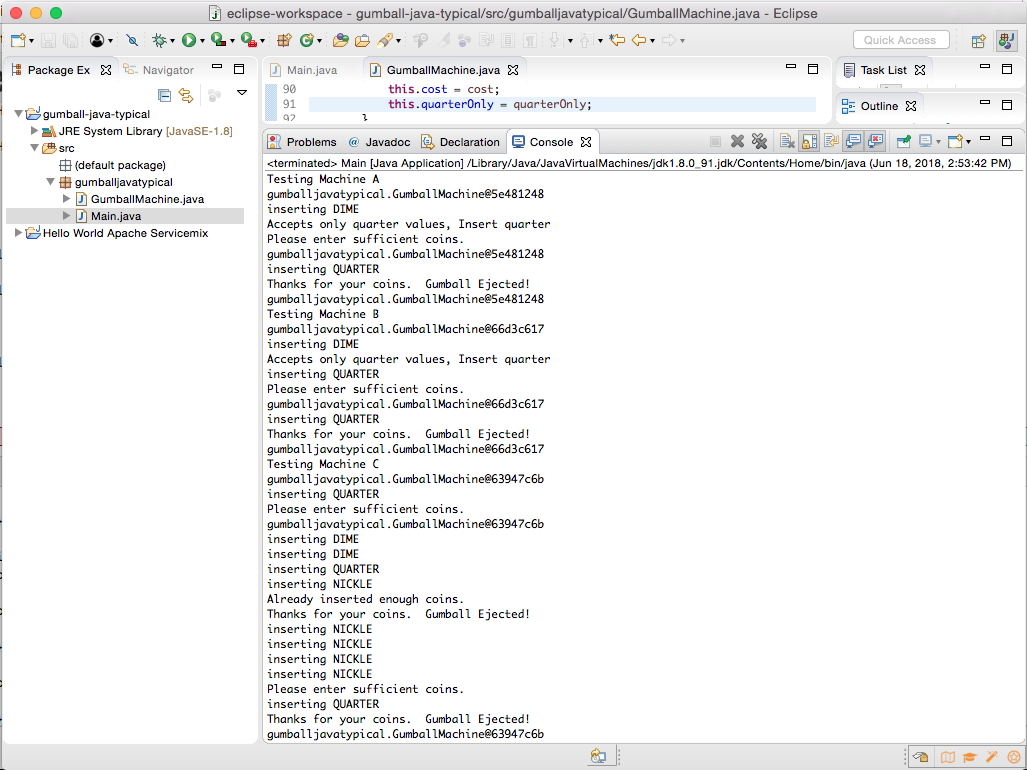 eclipse-workspace - gumball-java-typical/src/gumballjavatypical/GumballMachine.java - Eclipse
Quick Access
Package Ex
Navigator
gumball-java-typical
JRE System Library [JavaSE-1.8]
src
(default package)
gumballjavatypical
GumballMachine.java
Main.java
Hello World Apache Servicemix
Main.java
GumballMachine.java
90 this.cost = cost;
91 this.quarterOnly = quarterOnly;
92 }
Task List
Outline
Problems
@ Javadoc
Declaration
Console
<terminated> Main [Java Application] /Library/Java/JavaVirtualMachines/jdk1.8.0_91.jdk/Contents/Home/bin/java (Jun 18, 2018, 2:53:42 PM)
Testing Machine A
gumballjavatypical.GumballMachine@5e481248
inserting DIME
Accepts only quarter values, Insert quarter
Please enter sufficient coins.
gumballjavatypical.GumballMachine@5e481248
inserting QUARTER
Thanks for your coins.  Gumball Ejected!
gumballjavatypical.GumballMachine@5e481248
Testing Machine B
gumballjavatypical.GumballMachine@66d3c617
inserting DIME
Accepts only quarter values, Insert quarter
inserting QUARTER
Please enter sufficient coins.
gumballjavatypical.GumballMachine@66d3c617
inserting QUARTER
Thanks for your coins.  Gumball Ejected!
gumballjavatypical.GumballMachine@66d3c617
Testing Machine C
gumballjavatypical.GumballMachine@63947c6b
inserting QUARTER
Please enter sufficient coins.
gumballjavatypical.GumballMachine@63947c6b
inserting DIME
inserting DIME
inserting QUARTER
inserting NICKLE
Already inserted enough coins.
Thanks for your coins.  Gumball Ejected!
inserting NICKLE
inserting NICKLE
inserting NICKLE
inserting NICKLE
Please enter sufficient coins.
inserting QUARTER
Thanks for your coins.  Gumball Ejected!
gumballjavatypical.GumballMachine@63947c6b